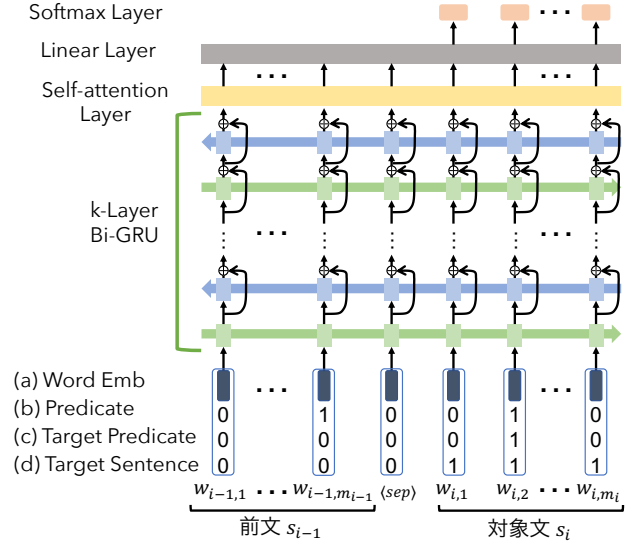 Softmax Layer
...
Linear Layer
... ...
Self-attention
Layer
k-Layer
Bi-GRU
... ...
(a) Word Emb ... ...
(b) Predicate 0 1 0 0 1 0
(c) Target Predicate 0 0 0 0 1 0
(d) Target Sentence 0 0 0 1 1 1
w_{i-1,1} ... w_{i-1,m_{i-1}} ⟨sep⟩ w_{i,1} w_{i,2} ... w_{i,m_i}
前文 s_{i-1} 対象文 s_i